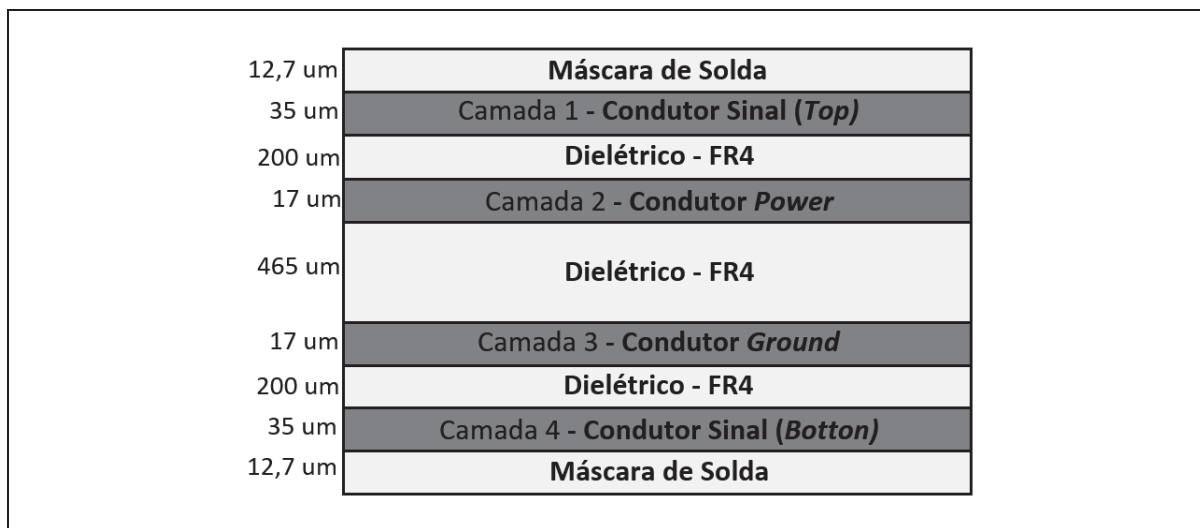 12,7 um Máscara de Solda
35 um Camada 1 - Condutor Sinal (Top)
200 um Dielétrico - FR4
17 um Camada 2 - Condutor Power
465 um Dielétrico - FR4
17 um Camada 3 - Condutor Ground
200 um Dielétrico - FR4
35 um Camada 4 - Condutor Sinal (Botton)
12,7 um Máscara de Solda